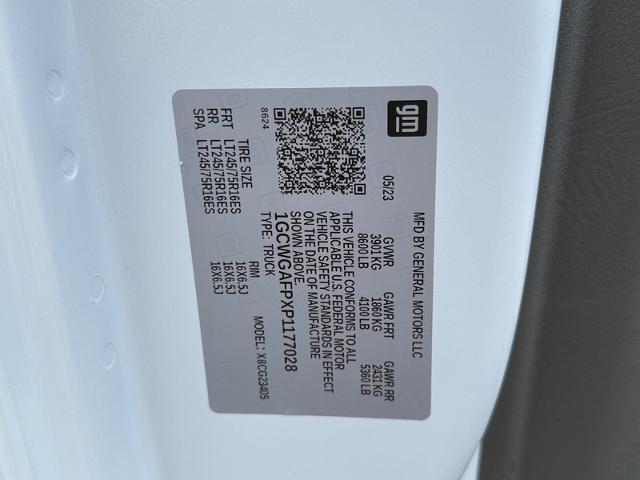 gm
MFD BY GENERAL MOTORS LLC
05/23 GVWR GAWR FRT GAWR RR
3901 KG 1860 KG 2431 KG
8600 LB 4100 LB 5360 LB
THIS VEHICLE CONFORMS TO ALL
APPLICABLE U.S. FEDERAL MOTOR
VEHICLE SAFETY STANDARDS IN EFFECT
ON THE DATE OF MANUFACTURE
SHOWN ABOVE.
1GCWGAFPXP1177028
TYPE: TRUCK MODEL: X8CG23405
8624
TIRE SIZE RIM
FRT LT245/75R16ES 16X6.5J
RR LT245/75R16ES 16X6.5J
SPA LT245/75R16ES 16X6.5J